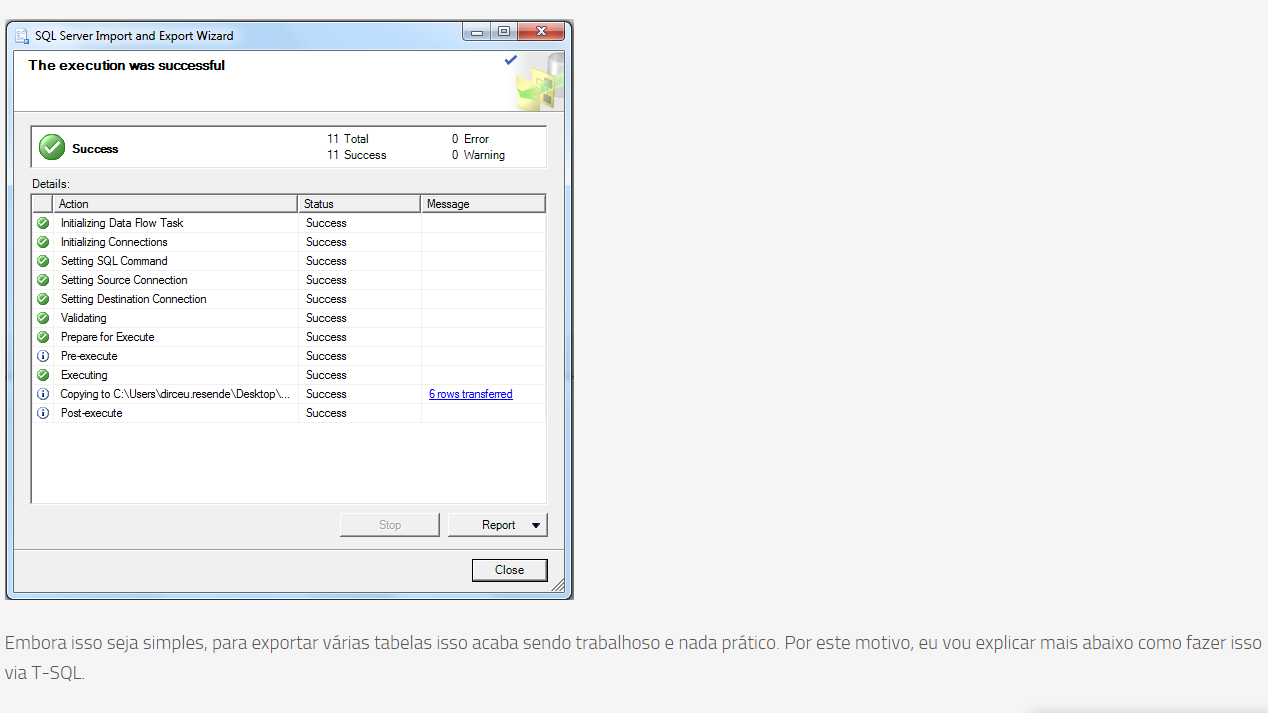 SQL Server Import and Export Wizard
The execution was successful
Success
11 Total
0 Error
11 Success
0 Warning
Details:
Action Status Message
Initializing Data Flow Task Success
Initializing Connections Success
Setting SQL Command Success
Setting Source Connection Success
Setting Destination Connection Success
Validating Success
Prepare for Execute Success
Pre-execute Success
Executing Success
Copying to C:\Users\dirceu.resende\Desktop\... Success 6 rows transferred
Post-execute Success
Stop Report
Close
Embora isso seja simples, para exportar várias tabelas isso acaba sendo trabalhoso e nada prático. Por este motivo, eu vou explicar mais abaixo como fazer isso
via T-SQL.